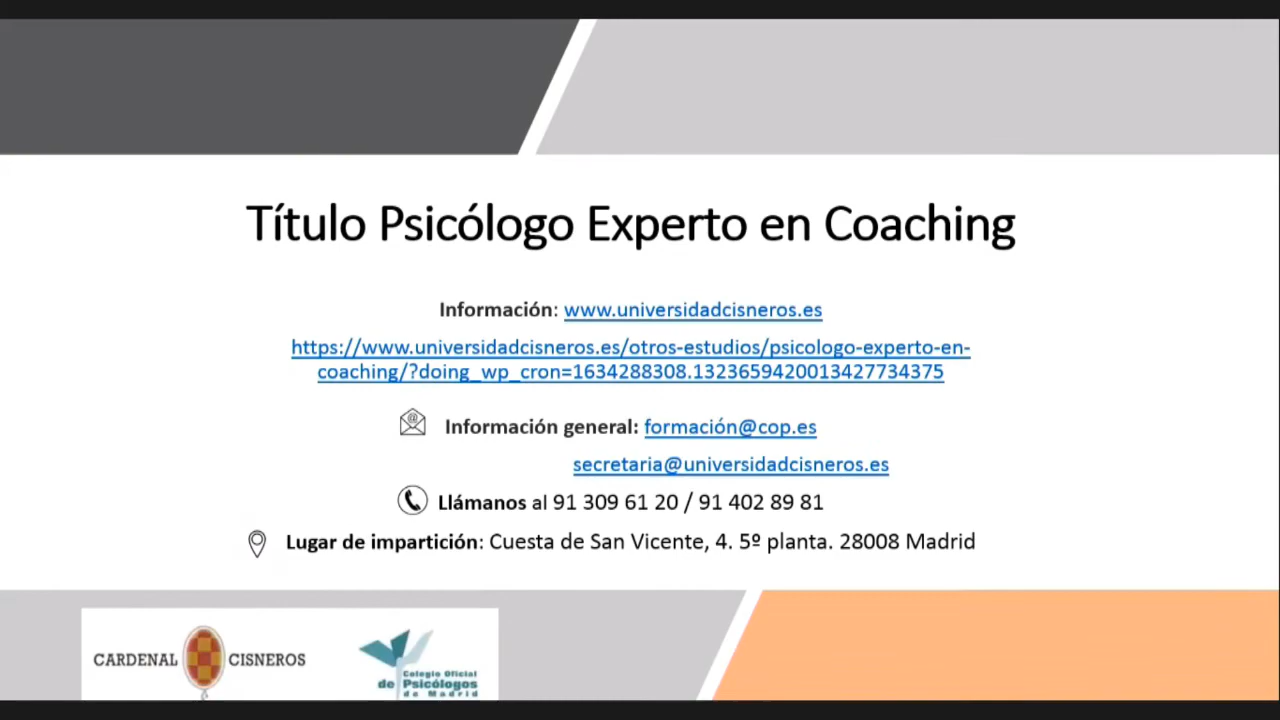 Título Psicólogo Experto en Coaching
Información: www.universidadcisneros.es
https://www.universidadcisneros.es/otros-estudios/psicologo-experto-en-
coaching/?doing_wp_cron=1634288308.1323659420013427734375
Información general: formación@cop.es
secretaria@universidadcisneros.es
Llámanos al 91 309 61 20 / 91 402 89 81
Lugar de impartición: Cuesta de San Vicente, 4. 5º planta. 28008 Madrid
CARDENAL CISNEROS
Colegio Oficial
de Psicólogos
de Madrid